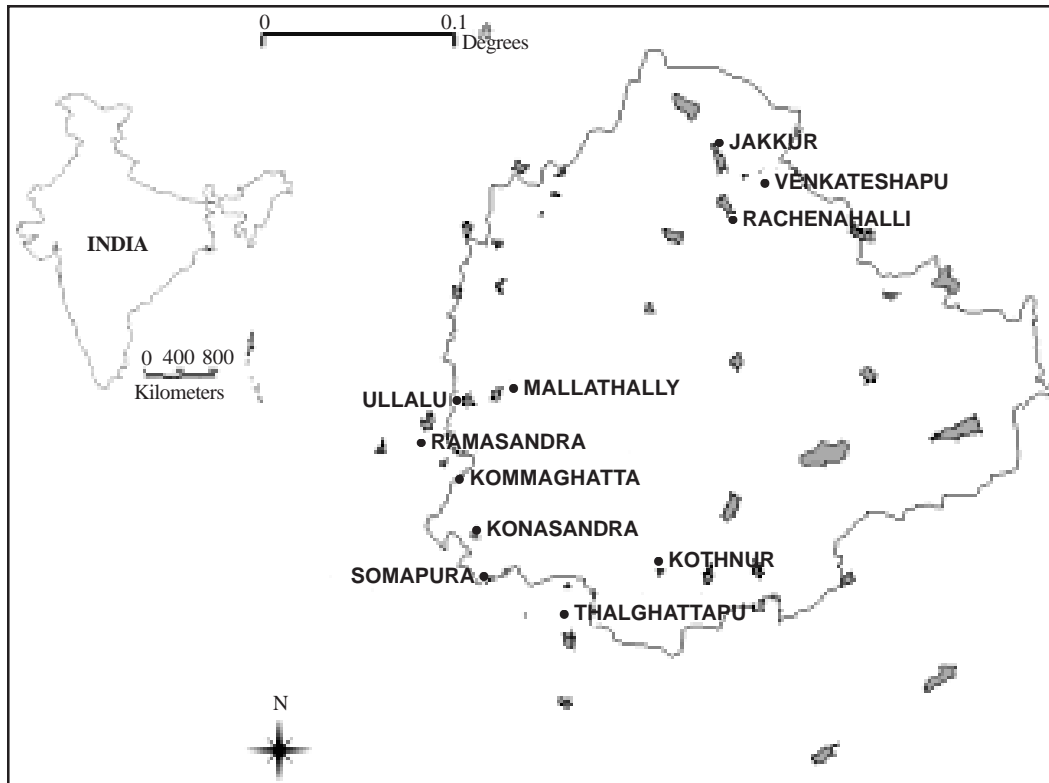 0 0.1
Degrees
JAKKUR
VENKATESHAPU
RACHENAHALLI
INDIA
0 400 800
Kilometers
MALLATHALLY
ULLALU
RAMASANDRA
KOMMAGHATTA
KONASANDRA
KOTHNUR
SOMAPURA
THALGHATTAPU
N